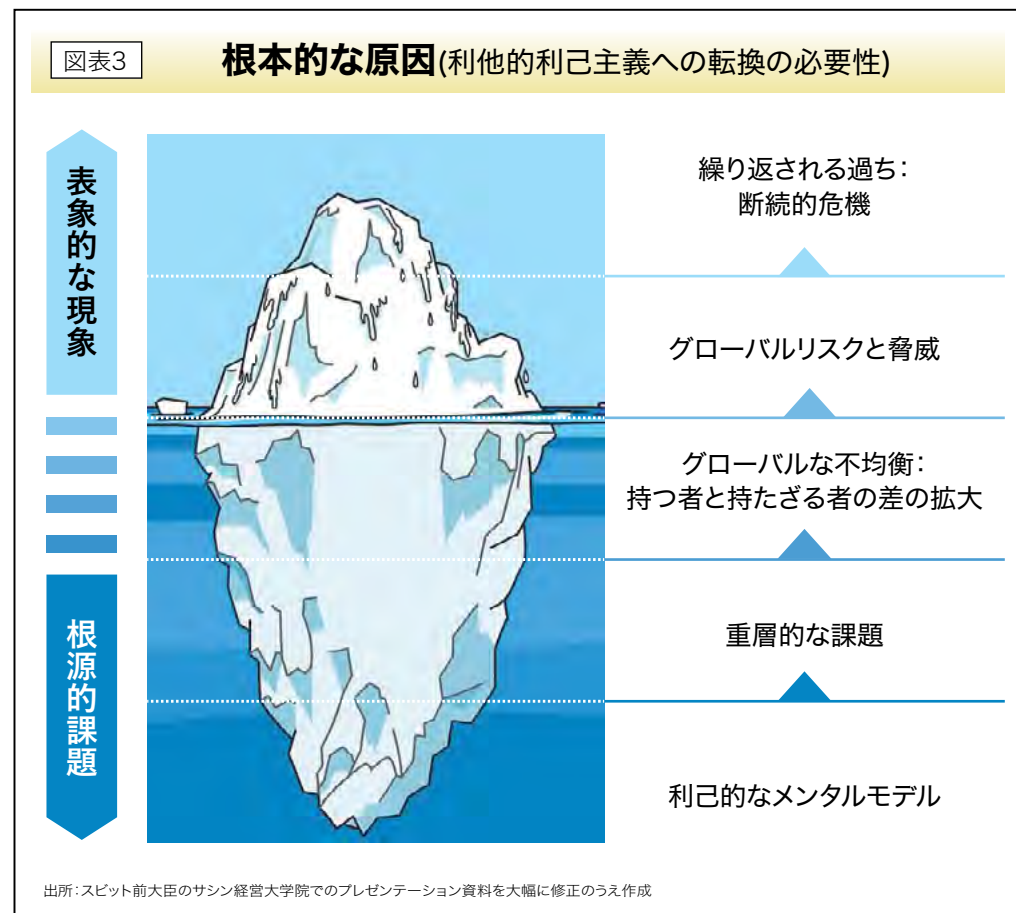 図表3
根本的な原因(利他的利己主義への転換の必要性)
表象的な現象
繰り返される過ち:
断続的危機
グローバルリスクと脅威
グローバルな不均衡:
持つ者と持たざる者の差の拡大
重層的な課題
根源的課題
利己的なメンタルモデル
出所:スビット前大臣のサシン経営大学院でのプレゼンテーション資料を大幅に修正のうえ作成